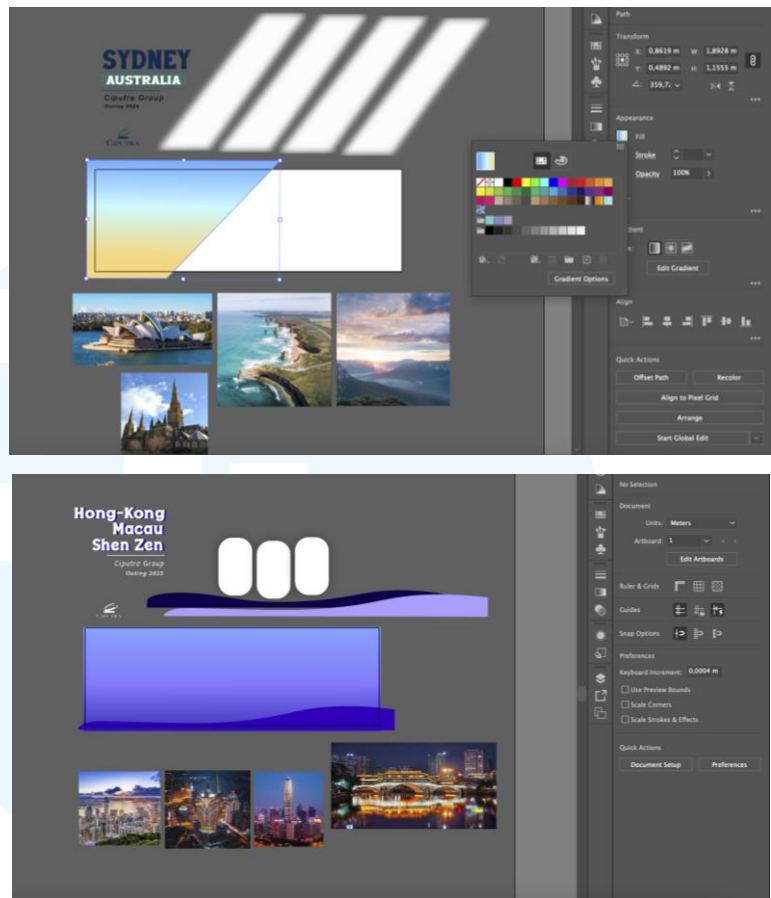 Path
Transform
X: 0,8619 m W: 1,8928 m
Y: 0,4892 m H: 1,1555 m
359,7
Appearance
Fill
Stroke
Opacity 100%
Edit Gradient
Align
Quick Actions
Offset Path Recolor
Align to Pixel Grid
Arrange
Start Global Edit
Gradient Options
SYDNEY
AUSTRALIA
Ciputra Group
Outing 2025
CIPUTRA
Hong-Kong
Macau
Shen Zen
Ciputra Group
Outing 2025
CIPUTRA
No Selection
Document
Units: Meters
Artboard: 1
Edit Artboards
Ruler & Grids
Guides
Snap Options
Preferences
Keyboard Increment: 0,0004 m
Use Preview Bounds
Scale Corners
Scale Strokes & Effects
Quick Actions
Document Setup Preferences